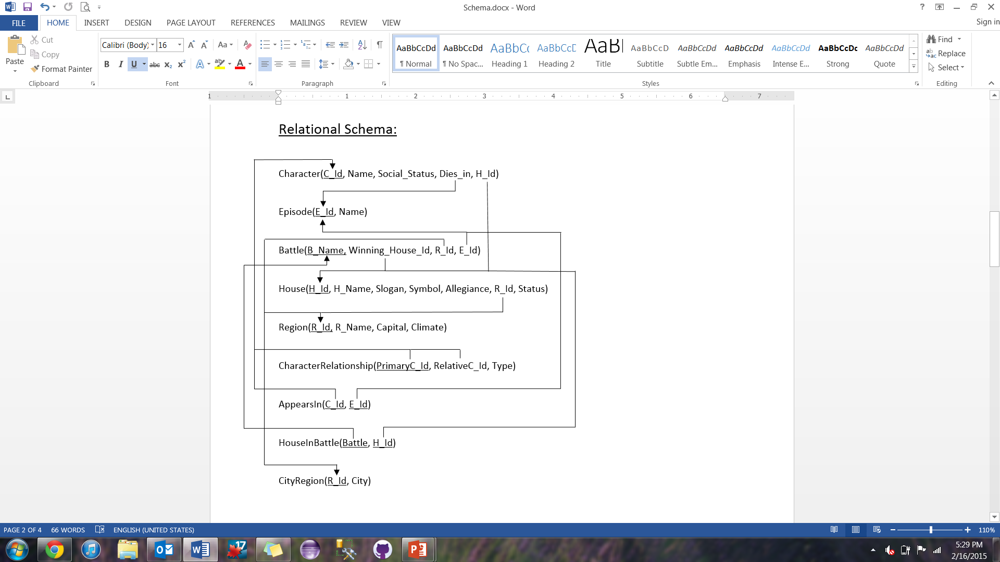 Schema.docx - Word
?
FILE HOME INSERT DESIGN PAGE LAYOUT REFERENCES MAILINGS REVIEW VIEW Sign in
Paste
Cut
Copy
Format Painter
Clipboard
Calibri (Body) 16 Aa
B I U abc x₂ x² A A
Font
Paragraph
AaBbCcDd AaBbCcDd AaBbCc AaBbCcD AaBl AaBbCcD AaBbCcDd AaBbCcDd AaBbCcDd AaBbCcDc AaBbCcDd
¶ Normal ¶ No Spac... Heading 1 Heading 2 Title Subtitle Subtle Em... Emphasis Intense E... Strong Quote
Styles
Find
Replace
Select
Editing
1 1 2 3 4 5 6 7
Relational Schema:
Character(C_Id, Name, Social_Status, Dies_in, H_Id)
Episode(E_Id, Name)
Battle(B_Name, Winning_House_Id, R_Id, E_Id)
House(H_Id, H_Name, Slogan, Symbol, Allegiance, R_Id, Status)
Region(R_Id, R_Name, Capital, Climate)
CharacterRelationship(PrimaryC_Id, RelativeC_Id, Type)
AppearsIn(C_Id, E_Id)
HouseInBattle(Battle, H_Id)
CityRegion(R_Id, City)
PAGE 2 OF 4 66 WORDS ENGLISH (UNITED STATES) 110%
17
5:29 PM
2/16/2015